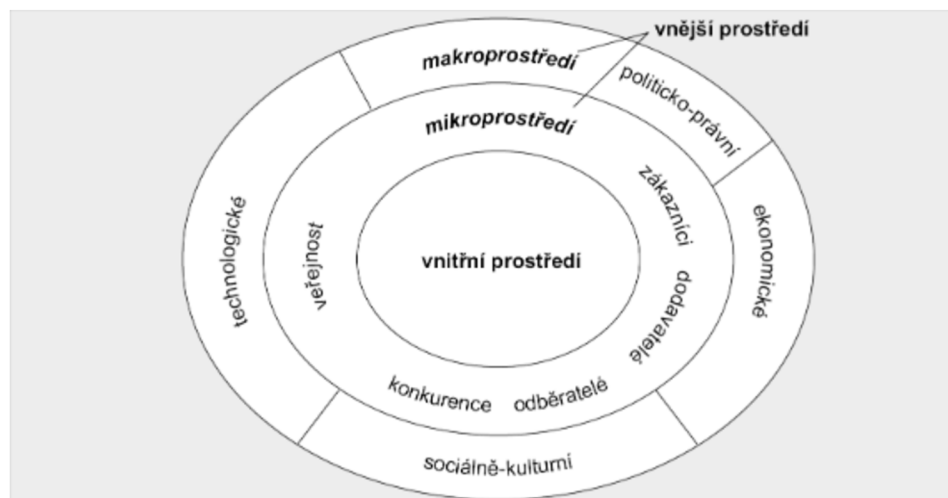 vnější prostředí
makroprostředí
politicko-právní
mikroprostředí
zákazníci
technologické
veřejnost
vnitřní prostředí
ekonomické
dodavatelé
konkurence
odběratelé
sociálně-kulturní